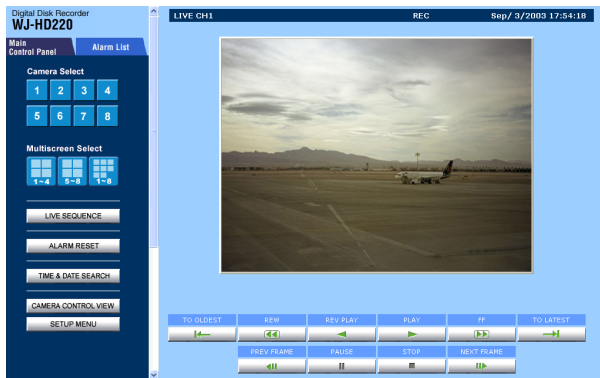 Digital Disk Recorder
WJ-HD220
Main
Control Panel
Alarm List
Camera Select
1 2 3 4
5 6 7 8
Multiscreen Select
1~4 5~8 1~8
LIVE SEQUENCE
ALARM RESET
TIME & DATE SEARCH
CAMERA CONTROL VIEW
SETUP MENU
LIVE CH1 REC Sep/ 3/2003 17:54:18
TO OLDEST REW REV PLAY PLAY FF TO LATEST
PREV FRAME PAUSE STOP NEXT FRAME